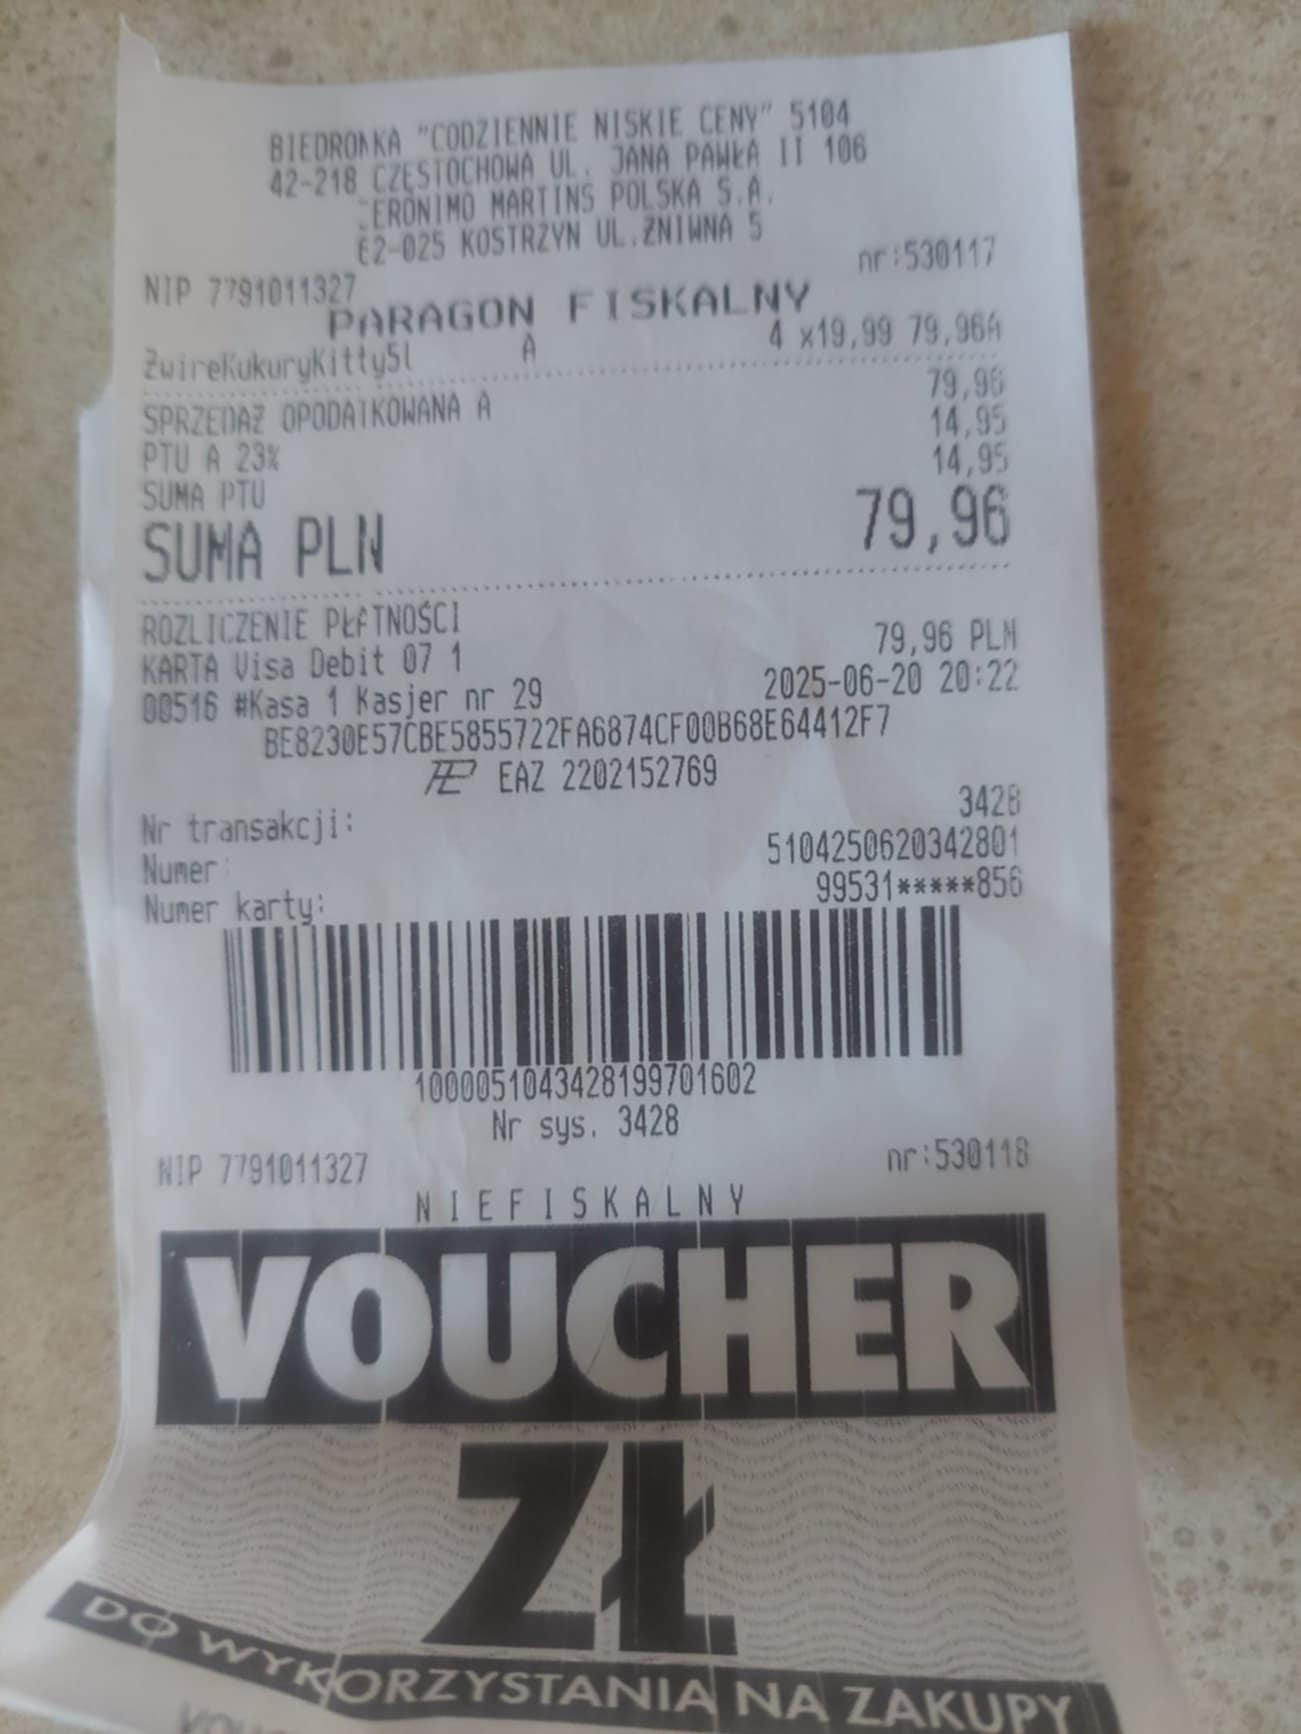 BIEDRONKA "CODZIENNIE NISKIE CENY" 5104
42-218 CZĘSTOCHOWA UL. JANA PAWŁA II 106
JERONIMO MARTINS POLSKA S.A.
62-025 KOSTRZYN UL.ŻNIWNA 5
NIP 7791011327 nr:530117
PARAGON FISKALNY
ŻwirekukuryKitty5l A 4 x19,99 79,96A
SPRZEDAŻ OPODATKOWANA A 79,96
PTU A 23% 14,95
SUMA PTU 14,95
SUMA PLN 79,96
ROZLICZENIE PŁATNOŚCI
KARTA Visa Debit 07 1 79,96 PLN
00516 #Kasa 1 Kasjer nr 29 2025-06-20 20:22
BE8230E57CBE5855722FA6874CF00B68E64412F7
EAZ 2202152769
Nr transakcji: 3428
Numer: 5104250620342801
Numer karty: 99531*****856
1000051043428199701602
Nr sys. 3428
NIP 7791011327 nr:530118
NIEFISKALNY
VOUCHER
ZŁ
DO WYKORZYSTANIA NA ZAKUPY